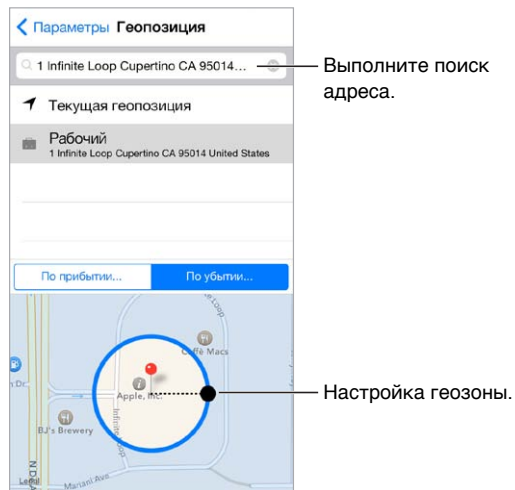 Параметры Геопозиция
1 Infinite Loop Cupertino CA 95014...
Выполните поиск
адреса.
Текущая геопозиция
Рабочий
1 Infinite Loop Cupertino CA 95014 United States
По прибытии...
По убытии...
Loop
Caffè Macs
Apple, Inc.
Настройка геозоны.
n Dr
BJ's Brewery
Infinite Loop
N D
Legal
Mariani Ave